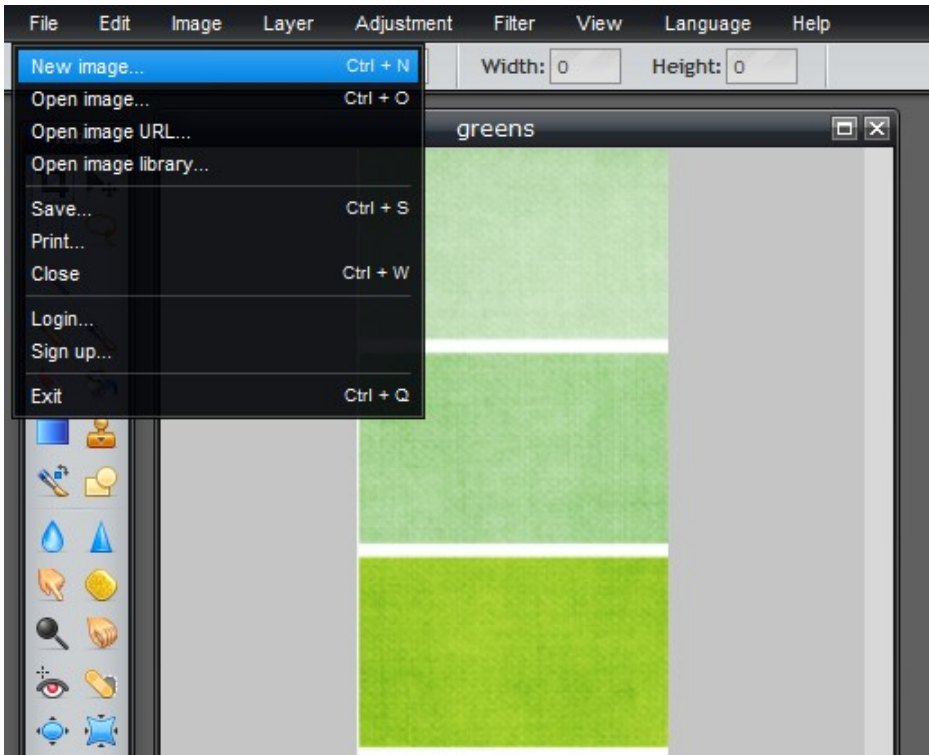 File Edit Image Layer Adjustment Filter View Language Help
Width: 0 Height: 0
New image... Ctrl + N
Open image... Ctrl + O
Open image URL...
Open image library...
Save... Ctrl + S
Print...
Close Ctrl + W
Login...
Sign up...
Exit Ctrl + Q
greens